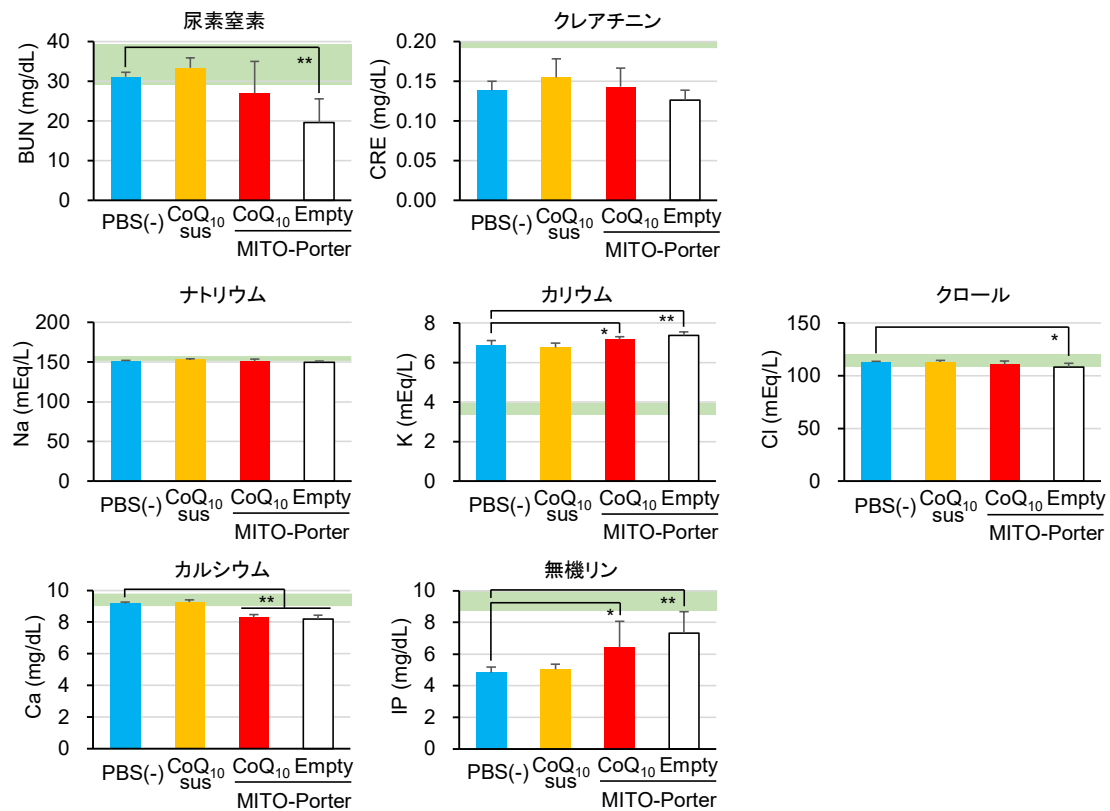 尿素窒素
BUN (mg/dL)
40
30
20
10
0
**
PBS(-) CoQ₁₀ sus CoQ₁₀ Empty
MITO-Porter
クレアチニン
CRE (mg/dL)
0.20
0.15
0.10
0.05
0.00
PBS(-) CoQ₁₀ sus CoQ₁₀ Empty
MITO-Porter
ナトリウム
Na (mEq/L)
200
150
100
50
0
PBS(-) CoQ₁₀ sus CoQ₁₀ Empty
MITO-Porter
カリウム
K (mEq/L)
8
6
4
2
0
* **
PBS(-) CoQ₁₀ sus CoQ₁₀ Empty
MITO-Porter
クロール
Cl (mEq/L)
150
100
50
0
*
PBS(-) CoQ₁₀ sus CoQ₁₀ Empty
MITO-Porter
カルシウム
Ca (mg/dL)
10
8
6
4
2
0
**
PBS(-) CoQ₁₀ sus CoQ₁₀ Empty
MITO-Porter
無機リン
IP (mg/dL)
10
8
6
4
2
0
* **
PBS(-) CoQ₁₀ sus CoQ₁₀ Empty
MITO-Porter